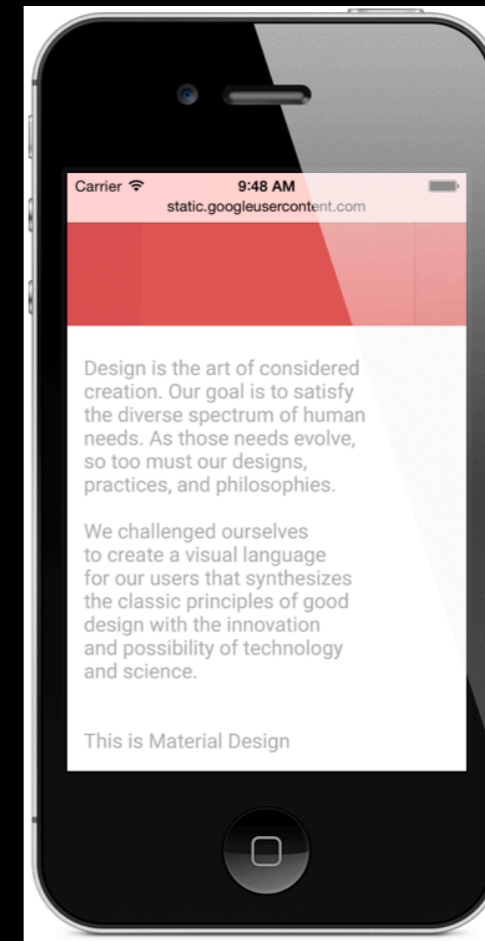 Carrier 9:48 AM
static.googleusercontent.com
Design is the art of considered
creation. Our goal is to satisfy
the diverse spectrum of human
needs. As those needs evolve,
so too must our designs,
practices, and philosophies.
We challenged ourselves
to create a visual language
for our users that synthesizes
the classic principles of good
design with the innovation
and possibility of technology
and science.
This is Material Design